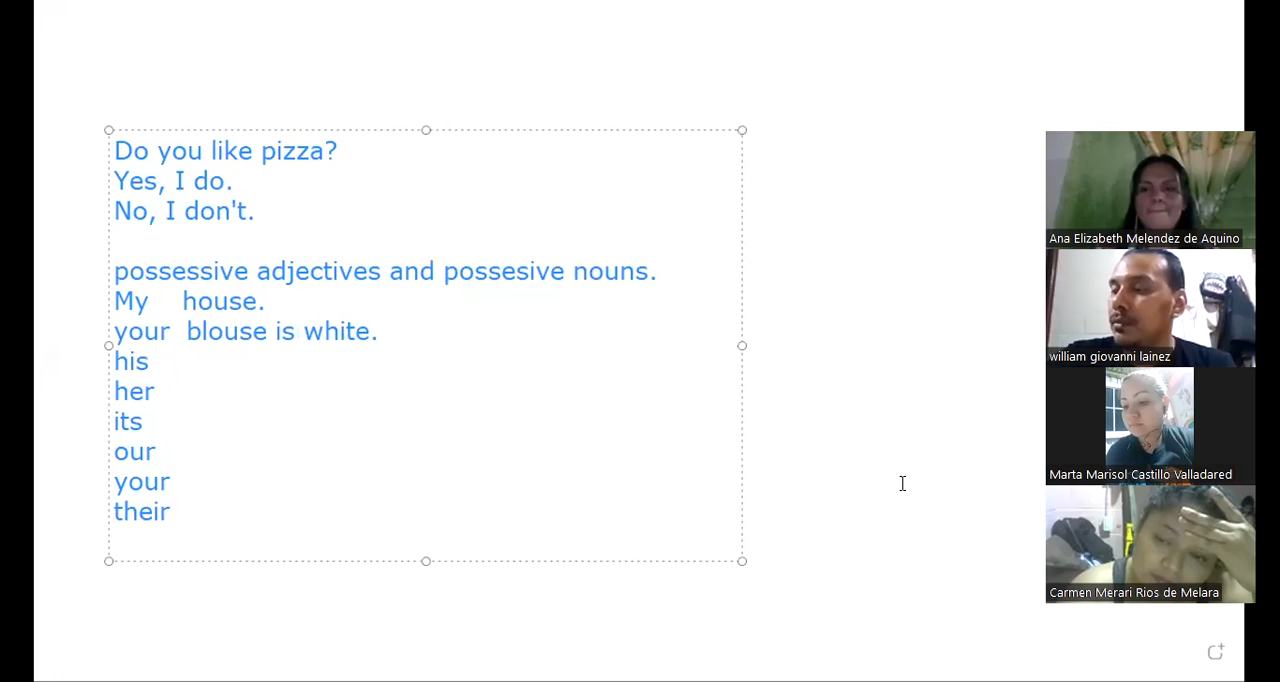 Do you like pizza?
Yes, I do.
No, I don't.
possessive adjectives and possesive nouns.
My house.
your blouse is white.
his
her
its
our
your
their
Ana Elizabeth Melendez de Aquino
william giovanni lainez
Marta Marisol Castillo Valladared
Carmen Merari Rios de Melara